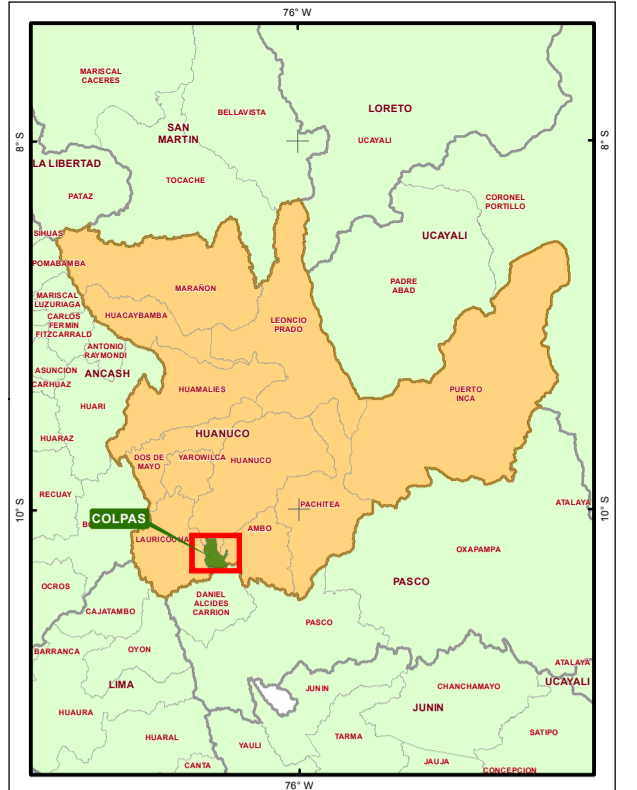 76° W
MARISCAL
CACERES
BELLAVISTA
LORETO
SAN
MARTIN
UCAYALI
8° S
8° S
LA LIBERTAD
TOCACHE
PATAZ
CORONEL
PORTILLO
SIHUAS
UCAYALI
POMABAMBA
PADRE
ABAD
MARAÑON
MARISCAL
LUZURIAGA
HUACAYBAMBA
CARLOS
FERMIN
FITZCARRALD
LEONCIO
PRADO
ANTONIO
RAYMONDI
ASUNCION
ANCASH
CARHUAZ
HUAMALIES
PUERTO
INCA
HUARI
HUANUCO
HUARAZ
DOS DE
MAYO
YAROWILCA
HUANUCO
RECUAY
PACHITEA
ATALAYA
10° S
10° S
COLPAS
AMBO
LAURICOCHA
OXAPAMPA
PASCO
OCROS
DANIEL
ALCIDES
CARRION
CAJATAMBO
PASCO
BARRANCA
OYON
ATALAYA
LIMA
JUNIN
CHANCHAMAYO
UCAYALI
HUAURA
JUNIN
HUARAL
YAULI
TARMA
SATIPO
CANTA
JAUJA
CONCEPCION
76° W